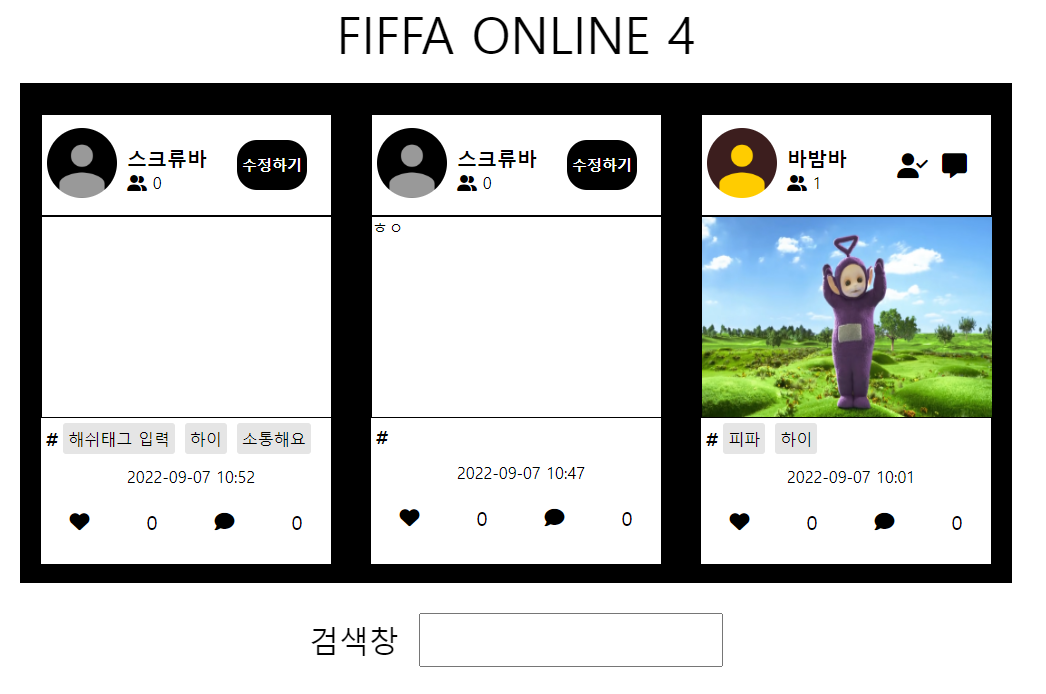 FIFFA ONLINE 4
스크류바
0
수정하기
# 해쉬태그 입력 하이 소통해요
2022-09-07 10:52
0 0
스크류바
0
수정하기
ㅎㅇ
#
2022-09-07 10:47
0 0
바밤바
1
# 피파 하이
2022-09-07 10:01
0 0
검색창